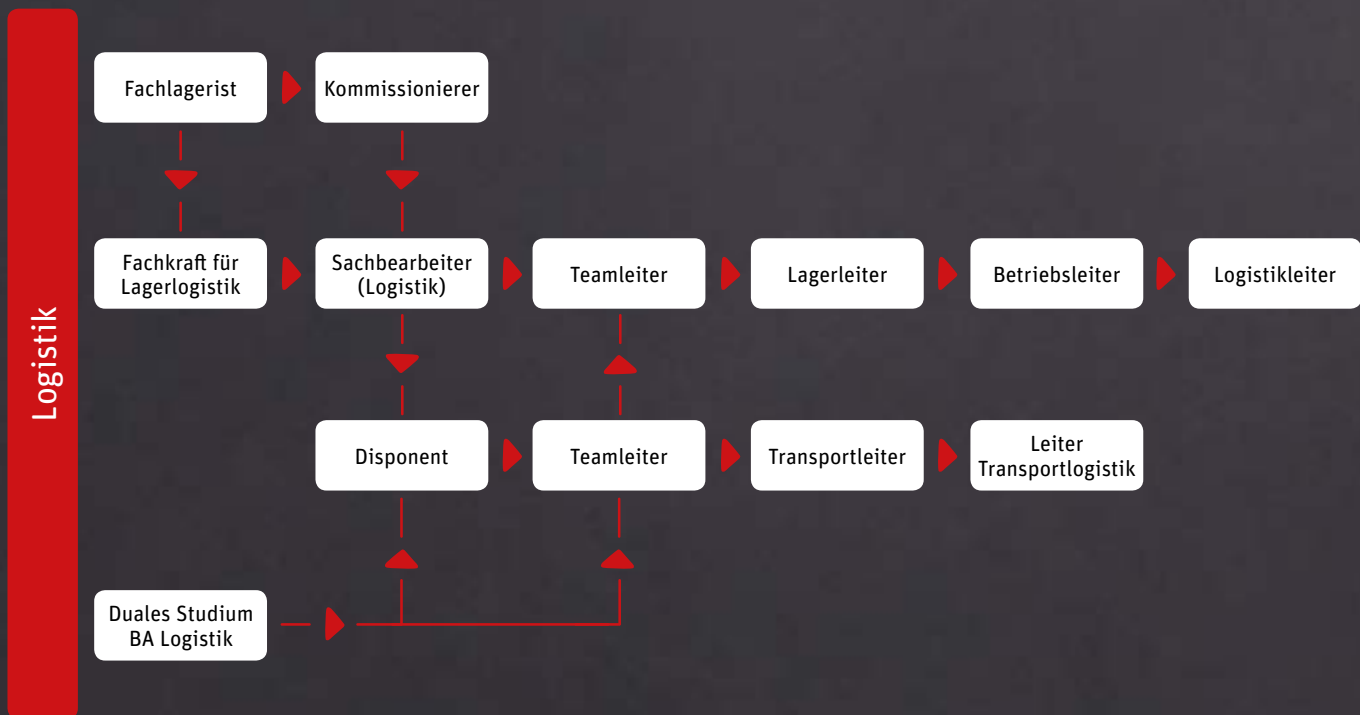 Logistik
Fachlagerist
Kommissionierer
Fachkraft für
Lagerlogistik
Sachbearbeiter
(Logistik)
Teamleiter
Lagerleiter
Betriebsleiter
Logistikleiter
Disponent
Teamleiter
Transportleiter
Leiter
Transportlogistik
Duales Studium
BA Logistik